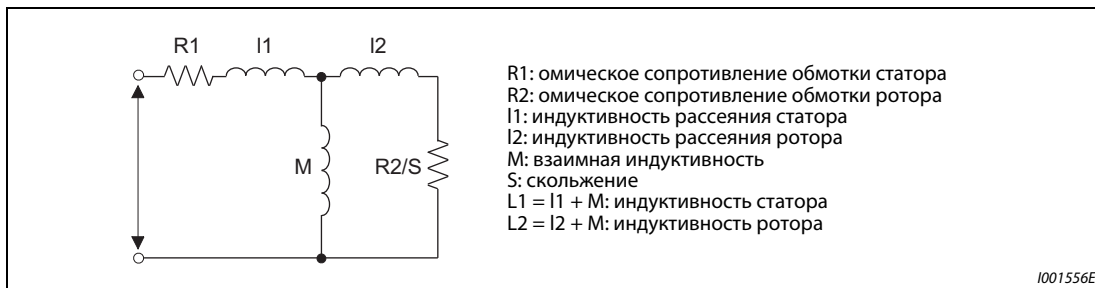 R1 l1 l2
M R2/S
R1: омическое сопротивление обмотки статора
R2: омическое сопротивление обмотки ротора
l1: индуктивность рассеяния статора
l2: индуктивность рассеяния ротора
M: взаимная индуктивность
S: скольжение
L1 = l1 + M: индуктивность статора
L2 = l2 + M: индуктивность ротора
I001556E